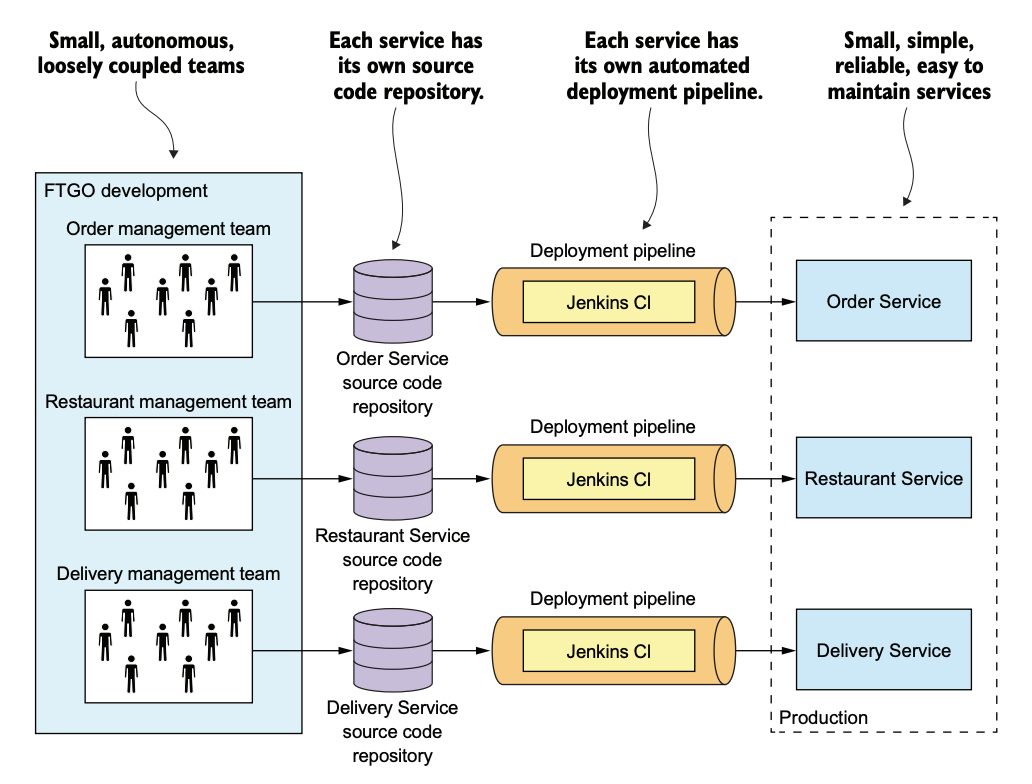 Small, autonomous,
loosely coupled teams
Each service has
its own source
code repository.
Each service has
its own automated
deployment pipeline.
Small, simple,
reliable, easy to
maintain services
FTGO development
Order management team
Deployment pipeline
Jenkins CI
Order Service
Order Service
source code
repository
Restaurant management team
Deployment pipeline
Jenkins CI
Restaurant Service
Restaurant Service
source code
repository
Delivery management team
Deployment pipeline
Jenkins CI
Delivery Service
Delivery Service
source code
repository
Production